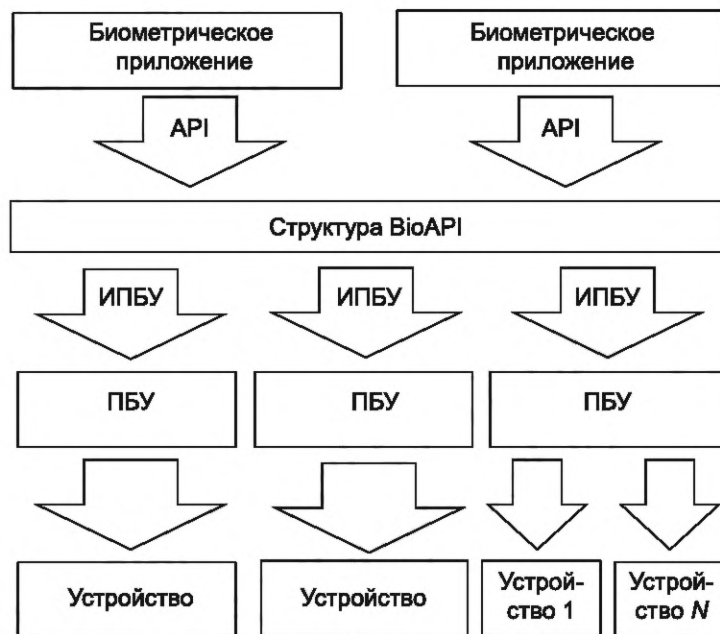 Биометрическое
приложение
Биометрическое
приложение
API
API
Структура BioAPI
ИПБУ
ИПБУ
ИПБУ
ПБУ
ПБУ
ПБУ
Устройство
Устройство
Устрой-
ство 1
Устрой-
ство N